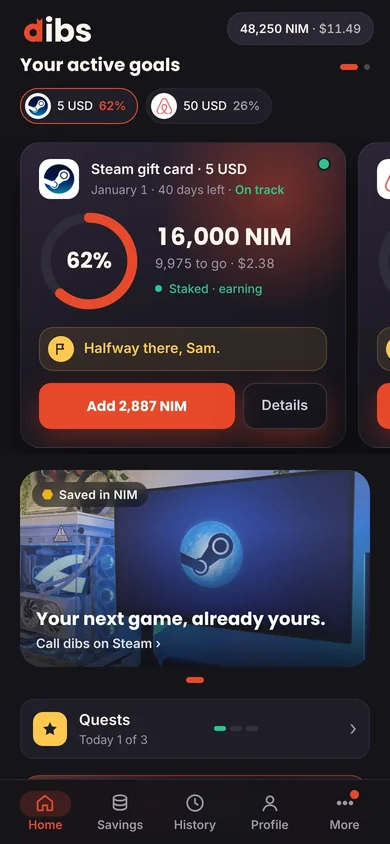 dibs
48,250 NIM · $11.49
Your active goals
5 USD 62%
50 USD 26%
Steam gift card · 5 USD
January 1 · 40 days left · On track
62%
16,000 NIM
9,975 to go · $2.38
Staked · earning
Halfway there, Sam.
Add 2,887 NIM
Details
Saved in NIM
Your next game, already yours.
Call dibs on Steam ›
Quests
Today 1 of 3
Home
Savings
History
Profile
More